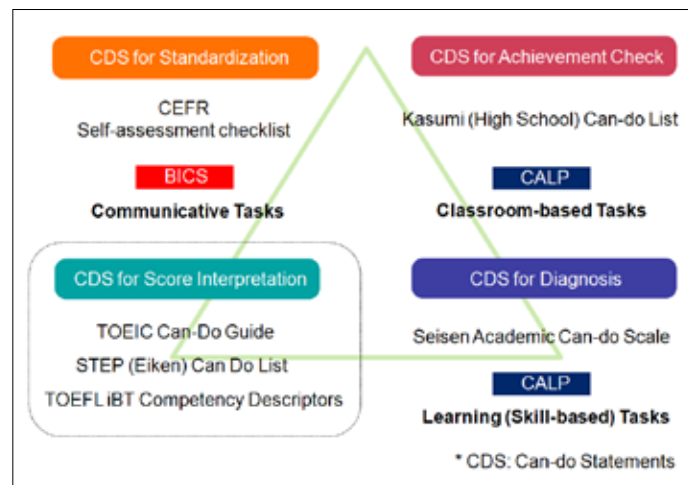 CDS for Standardization
CEFR
Self-assessment checklist
BICS
Communicative Tasks
CDS for Achievement Check
Kasumi (High School) Can-do List
CALP
Classroom-based Tasks
CDS for Score Interpretation
TOEIC Can-Do Guide
STEP (Eiken) Can Do List
TOEFL iBT Competency Descriptors
CDS for Diagnosis
Seisen Academic Can-do Scale
CALP
Learning (Skill-based) Tasks
* CDS: Can-do Statements